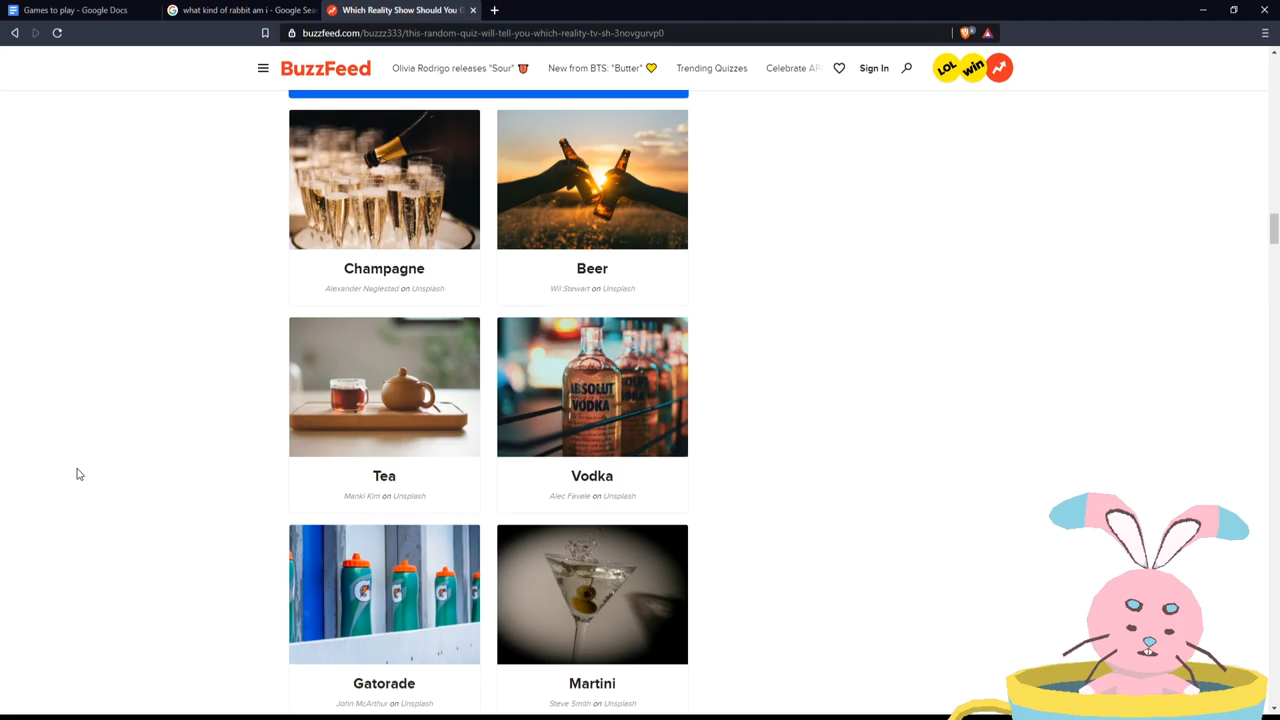 Games to play - Google Docs
what kind of rabbit am i - Google Sea
Which Reality Show Should You G
buzzfeed.com/buzzz333/this-random-quiz-will-tell-you-which-reality-tv-sh-3novgurvp0
BuzzFeed
Olivia Rodrigo releases "Sour"
New from BTS: "Butter"
Trending Quizzes
Celebrate AP
Sign In
LOL
win
ABSOLUT
VODKA
Champagne
Beer
Alexander Naglestad on Unsplash
Wil Stewart on Unsplash
Tea
Vodka
Manki Kim on Unsplash
Alec Favale on Unsplash
Gatorade
Martini
John McArthur on Unsplash
Steve Smith on Unsplash